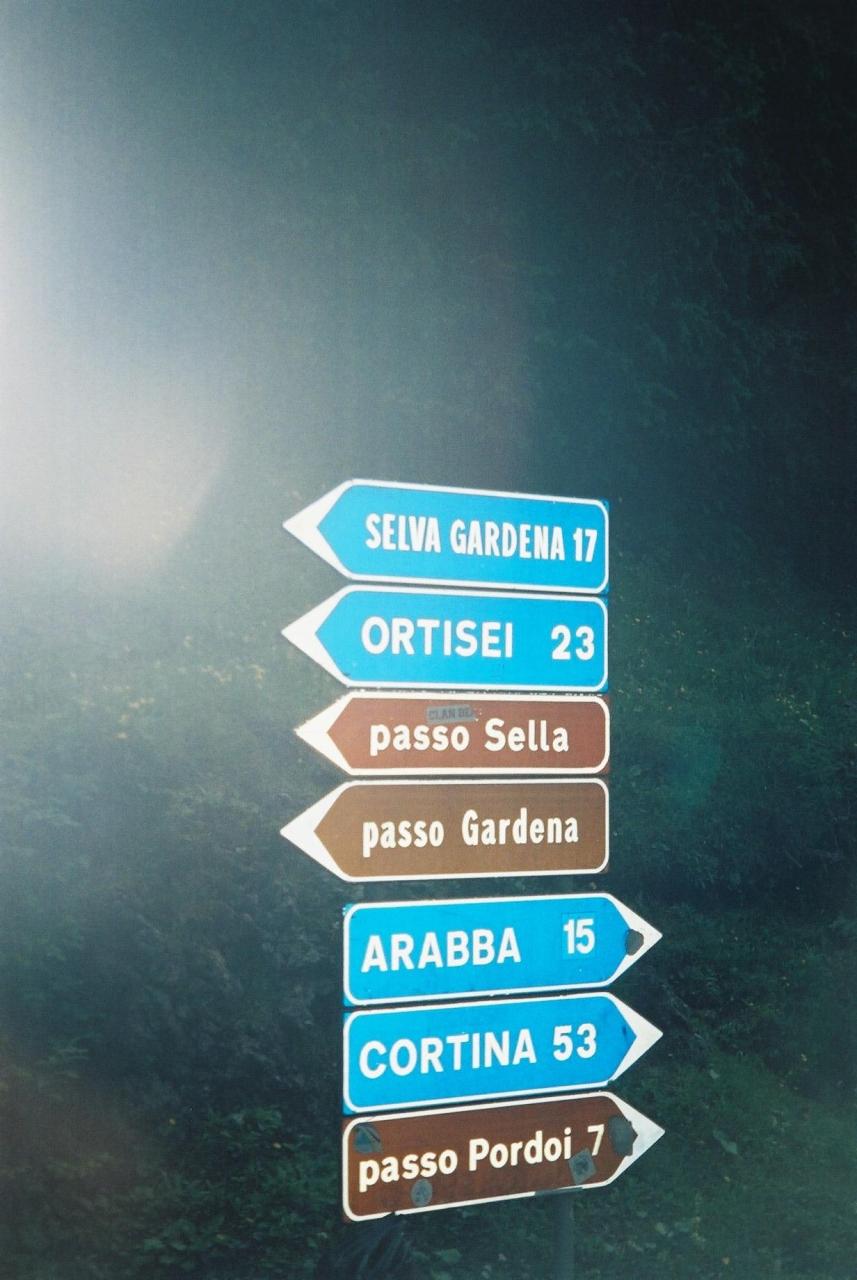 SELVA GARDENA 17
ORTISEI 23
passo Sella
passo Gardena
ARABBA 15
CORTINA 53
passo Pordoi 7